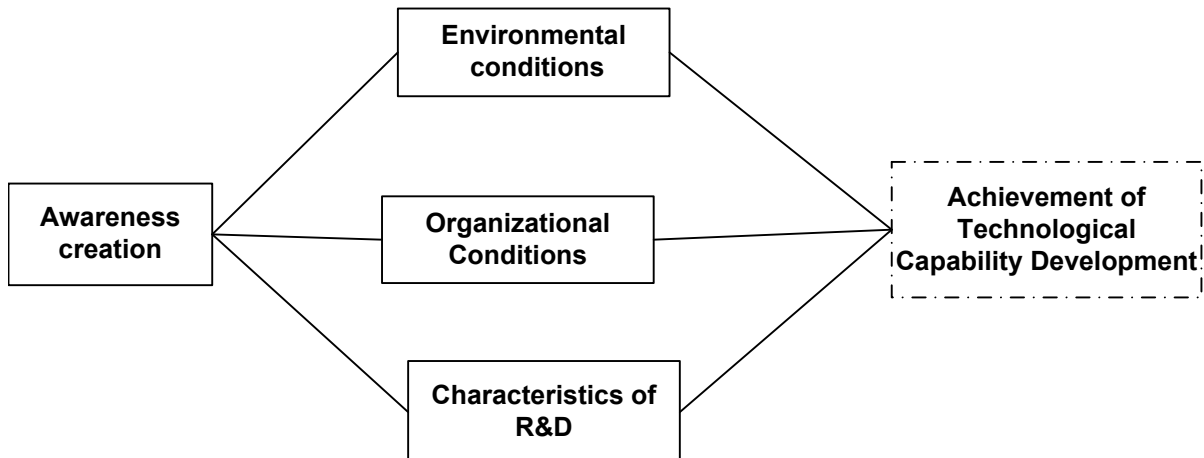 Environmental
conditions
Awareness
creation
Organizational
Conditions
Achievement of
Technological
Capability Development
Characteristics of
R&D